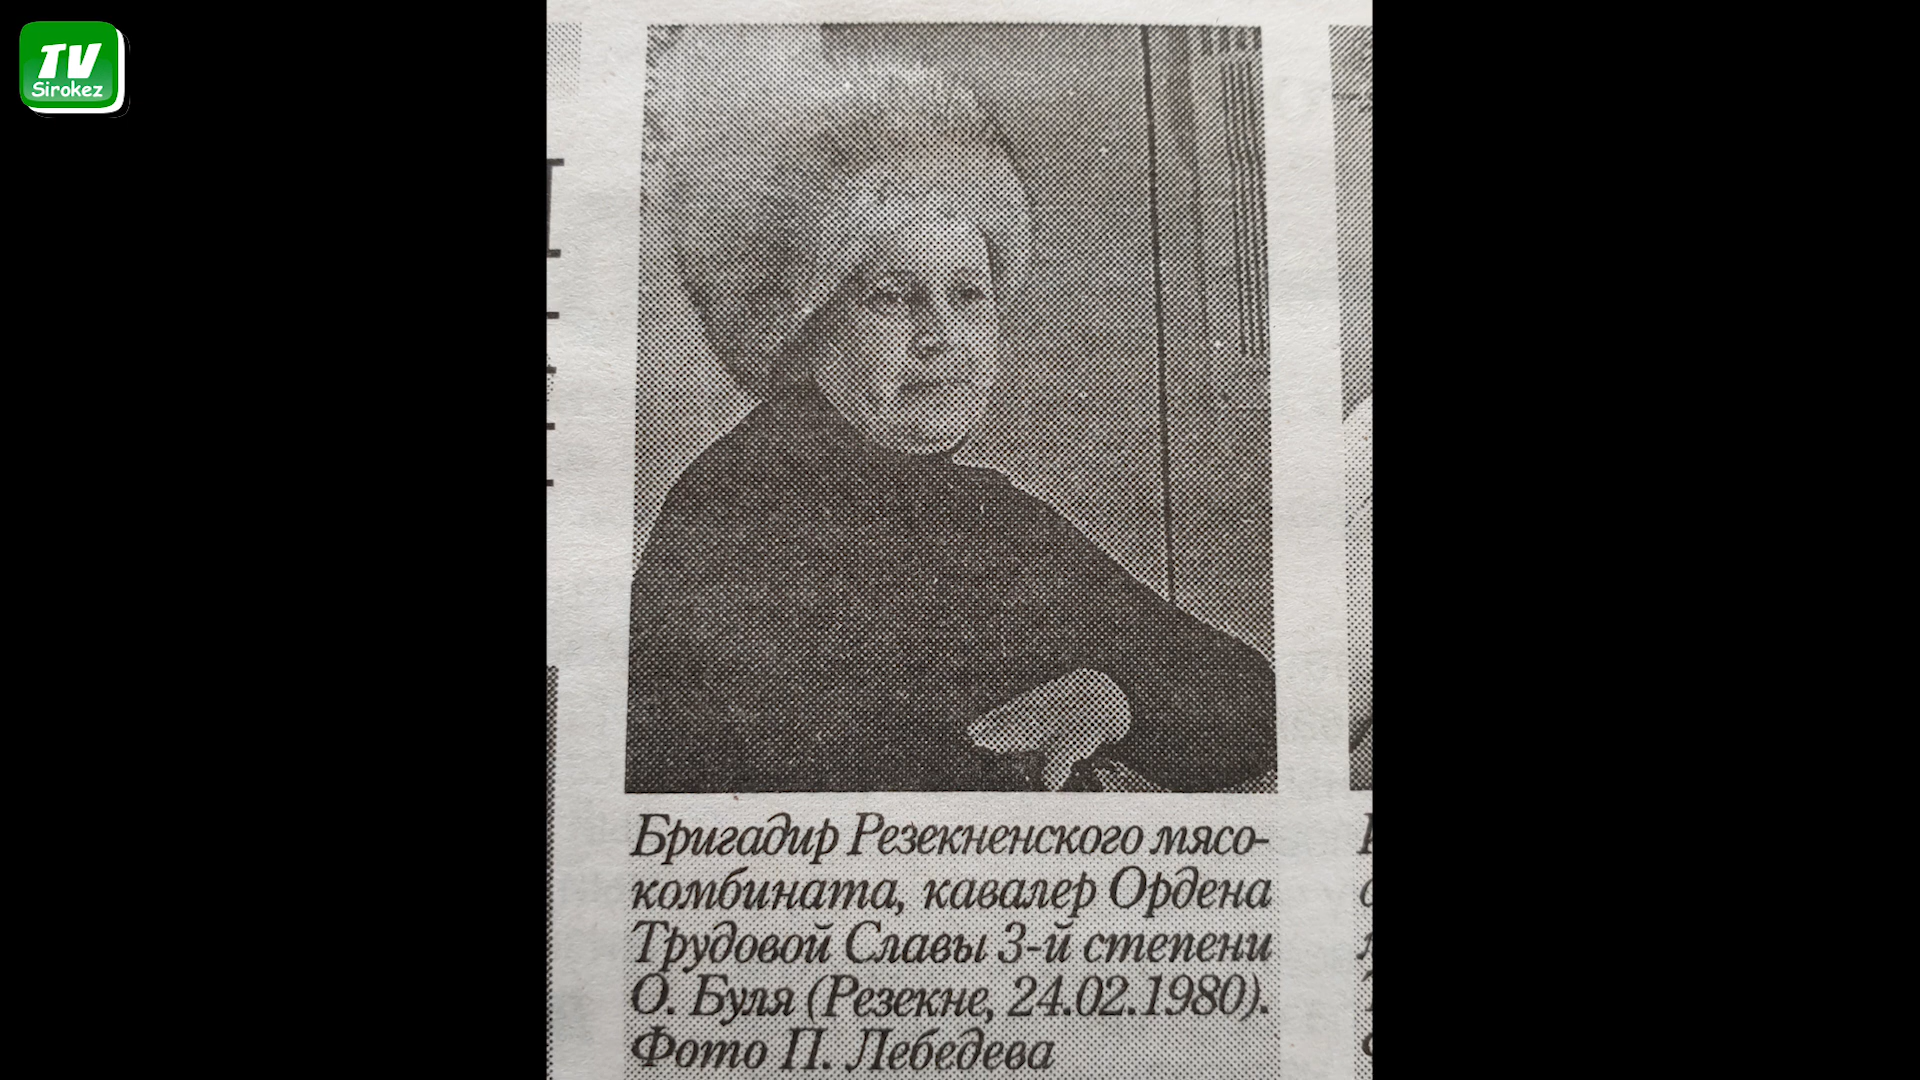 TV
Sirokez
Бригадир Резекненского мясо-
комбината, кавалер Ордена
Трудовой Славы 3-й степени
О. Буля (Резекне, 24.02.1980).
Фото П. Лебедева